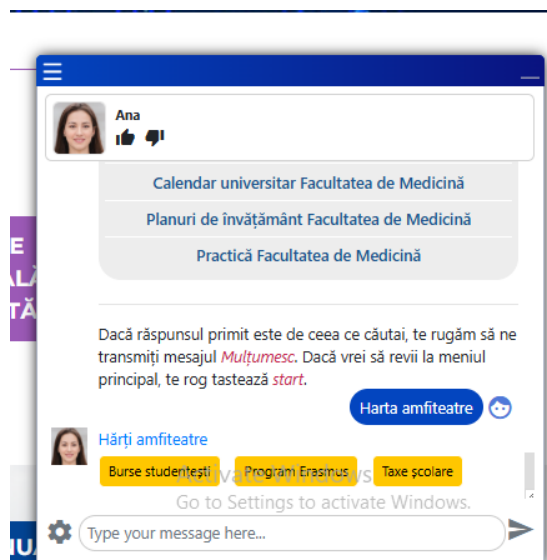 Ana
Calendar universitar Facultatea de Medicină
Planuri de învățământ Facultatea de Medicină
Practică Facultatea de Medicină
E
ALĂ
TĂ
Dacă răspunsul primit este de ceea ce căutai, te rugăm să ne
transmiți mesajul Mulțumesc. Dacă vrei să revii la meniul
principal, te rog tastează start.
Harta amfiteatre
Hărți amfiteatre
Burse studențești Program Erasmus Taxe școlare
Activate Windows
Go to Settings to activate Windows.
Type your message here...